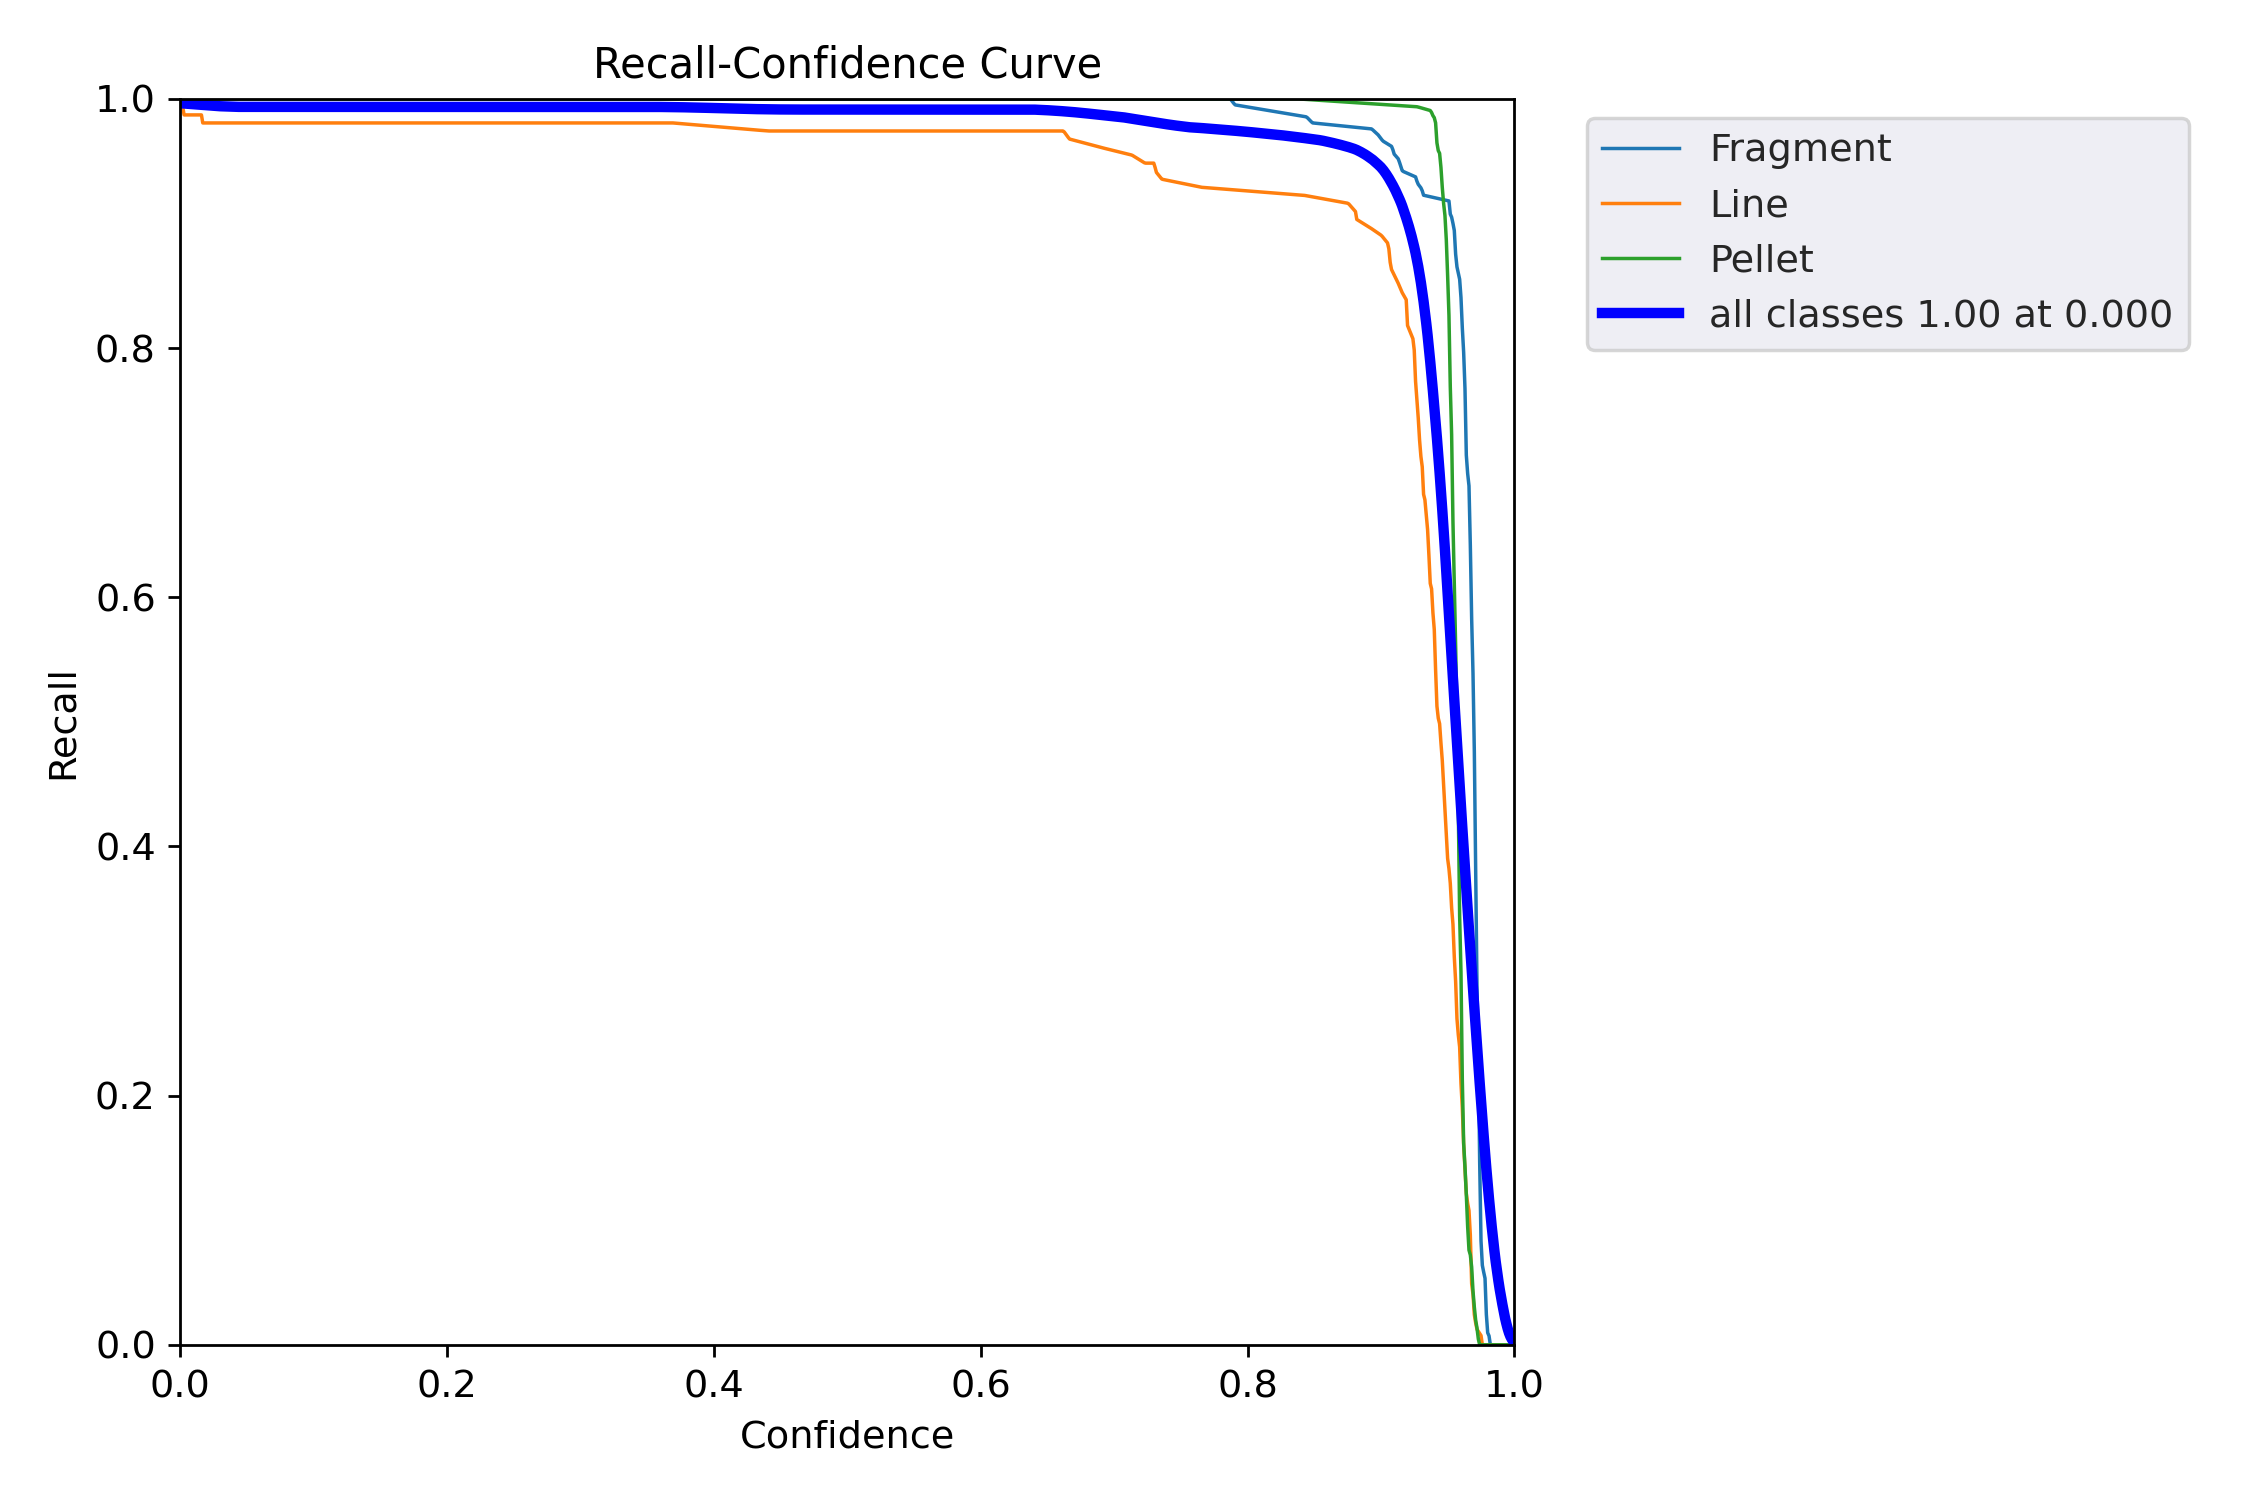 Recall-Confidence Curve
1.0
0.8
0.6
0.4
0.2
0.0
Recall
0.0 0.2 0.4 0.6 0.8 1.0
Confidence
Fragment
Line
Pellet
all classes 1.00 at 0.000